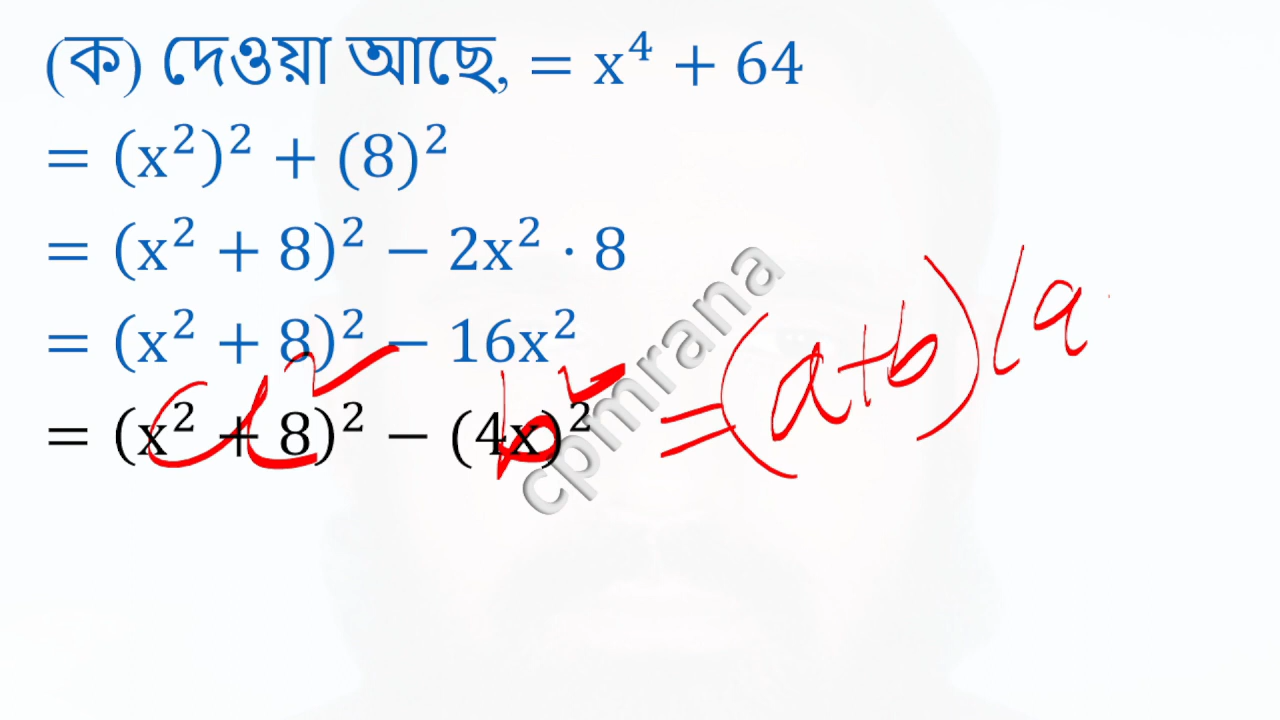 (ক) দেওয়া আছে, = x⁴ + 64
= (x²)² + (8)²
= (x² + 8)² − 2x² · 8
= (x² + 8)² − 16x²
= (x² + 8)² − (4x)²
a² b² = (a+b) (a
cpmrana